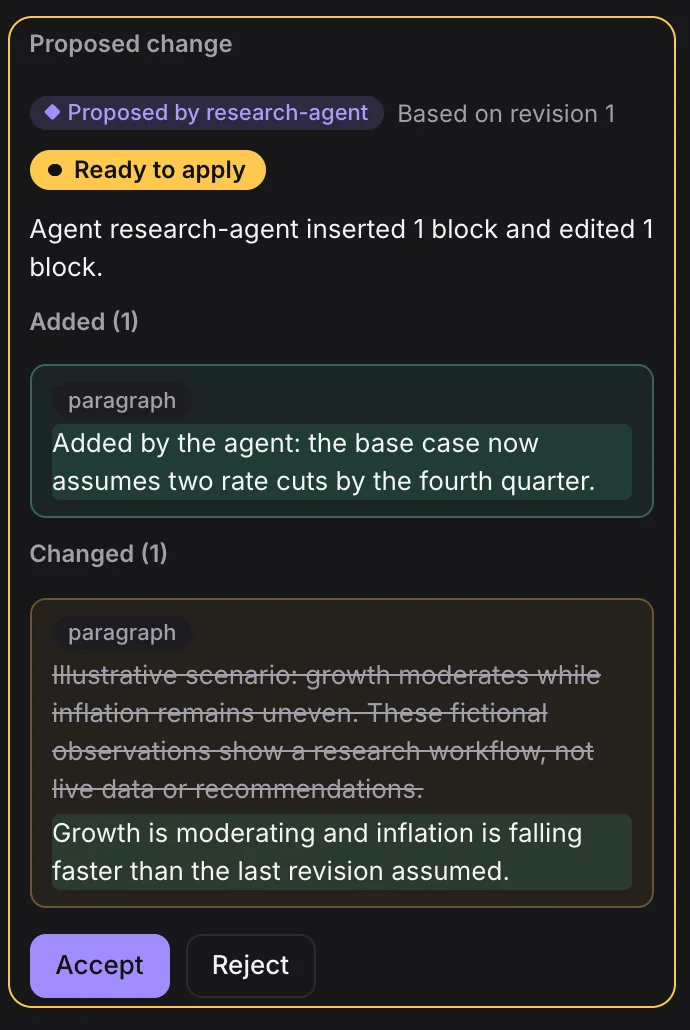 Proposed change
Proposed by research-agent Based on revision 1
Ready to apply
Agent research-agent inserted 1 block and edited 1
block.
Added (1)
paragraph
Added by the agent: the base case now
assumes two rate cuts by the fourth quarter.
Changed (1)
paragraph
Illustrative scenario: growth moderates while
inflation remains uneven. These fictional
observations show a research workflow, not
live data or recommendations.
Growth is moderating and inflation is falling
faster than the last revision assumed.
Accept Reject